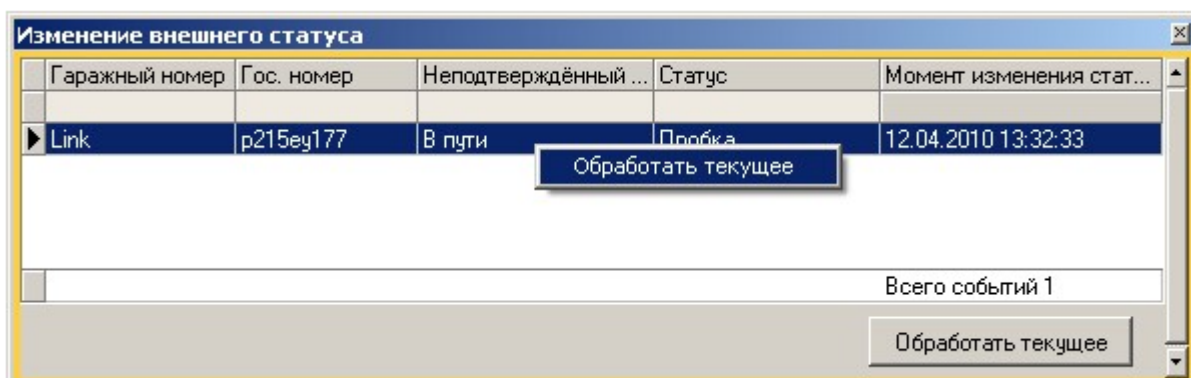 Изменение внешнего статуса
Гаражный номер Гос. номер Неподтверждённый ... Статус Момент изменения стат...
Link р215еу177 В пути Пробка 12.04.2010 13:32:33
Обработать текущее
Всего событий 1
Обработать текущее